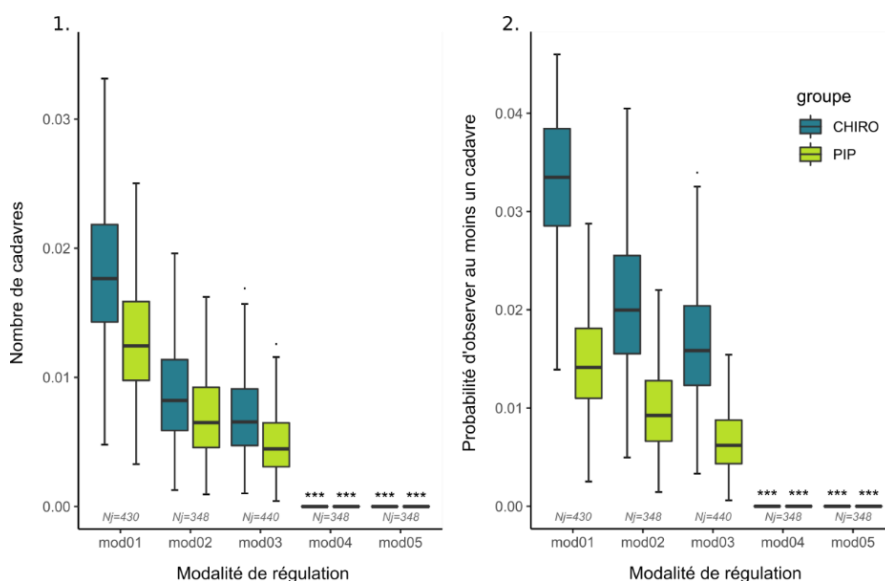 1.
Nombre de cadavres
0.03
0.02
0.01
0.00
*** *** *** ***
Nj=430 Nj=348 Nj=440 Nj=348 Nj=348
mod01 mod02 mod03 mod04 mod05
Modalité de régulation
2.
Probabilité d'observer au moins un cadavre
0.04
0.03
0.02
0.01
0.00
*** *** *** ***
Nj=430 Nj=348 Nj=440 Nj=348 Nj=348
mod01 mod02 mod03 mod04 mod05
Modalité de régulation
groupe
CHIRO
PIP